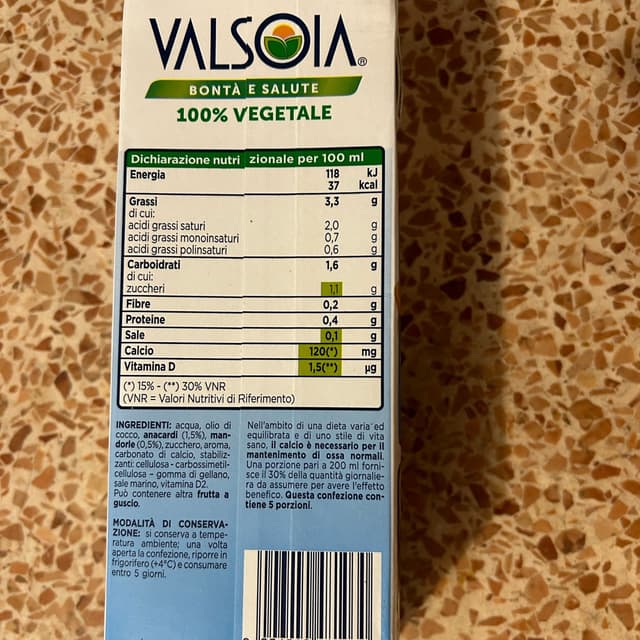 VALSOIA®
BONTÀ E SALUTE
100% VEGETALE
Dichiarazione nutrizionale per 100 ml
Energia 118 kJ
37 kcal
Grassi 3,3 g
di cui:
acidi grassi saturi 2,0 g
acidi grassi monoinsaturi 0,7 g
acidi grassi polinsaturi 0,6 g
Carboidrati 1,6 g
di cui:
zuccheri 1,1 g
Fibre 0,2 g
Proteine 0,4 g
Sale 0,1 g
Calcio 120(*) mg
Vitamina D 1,5(**) µg
(*) 15% - (**) 30% VNR
(VNR = Valori Nutritivi di Riferimento)
INGREDIENTI: acqua, olio di
cocco, anacardi (1,5%), man-
dorle (0,5%), zucchero, aroma,
carbonato di calcio, stabiliz-
zanti: cellulosa - carbossimetil-
cellulosa – gomma di gellano,
sale marino, vitamina D2.
Può contenere altra frutta a
guscio.
MODALITÀ DI CONSERVA-
ZIONE: si conserva a tempe-
ratura ambiente; una volta
aperta la confezione, riporre in
frigorifero (+4°C) e consumare
entro 5 giorni.
Nell'ambito di una dieta varia ed
equilibrata e di uno stile di vita
sano, il calcio è necessario per il
mantenimento di ossa normali.
Una porzione pari a 200 ml forni-
sce il 30% della quantità giornalie-
ra da assumere per avere l'effetto
benefico. Questa confezione con-
tiene 5 porzioni.